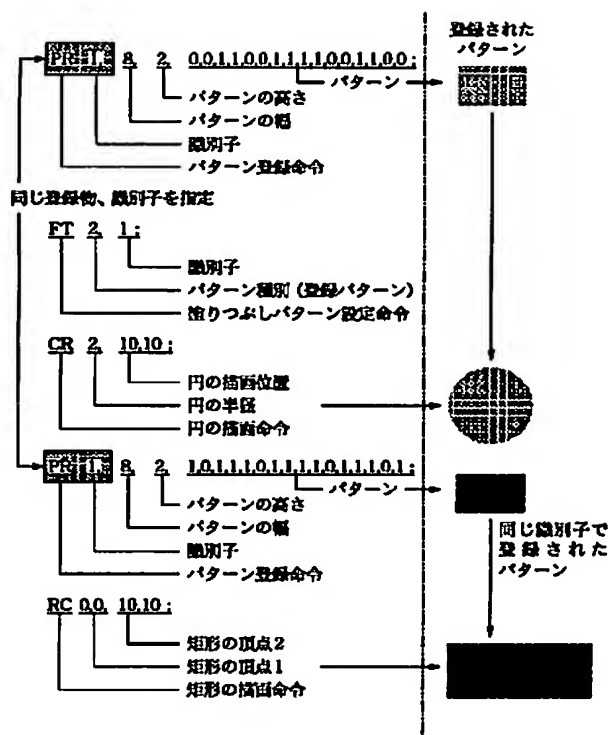 PR 1, 8, 2, 0,0,1,1,0,0,1,1,1,1,0,0,1,1,0,0;
パターン
パターンの高さ
パターンの幅
識別子
パターン登録命令
登録された
パターン
同じ登録物、識別子を指定
FT 2, 1;
識別子
パターン種別（登録パターン）
塗りつぶしパターン設定命令
CR 2, 10,10;
円の描画位置
円の半径
円の描画命令
PR 1, 8, 2, 1,0,1,1,1,0,1,1,1,1,0,1,1,1,0,1;
パターン
パターンの高さ
パターンの幅
識別子
パターン登録命令
同じ識別子で
登録された
パターン
RC 0,0, 10,10;
矩形の頂点2
矩形の頂点1
矩形の描画命令